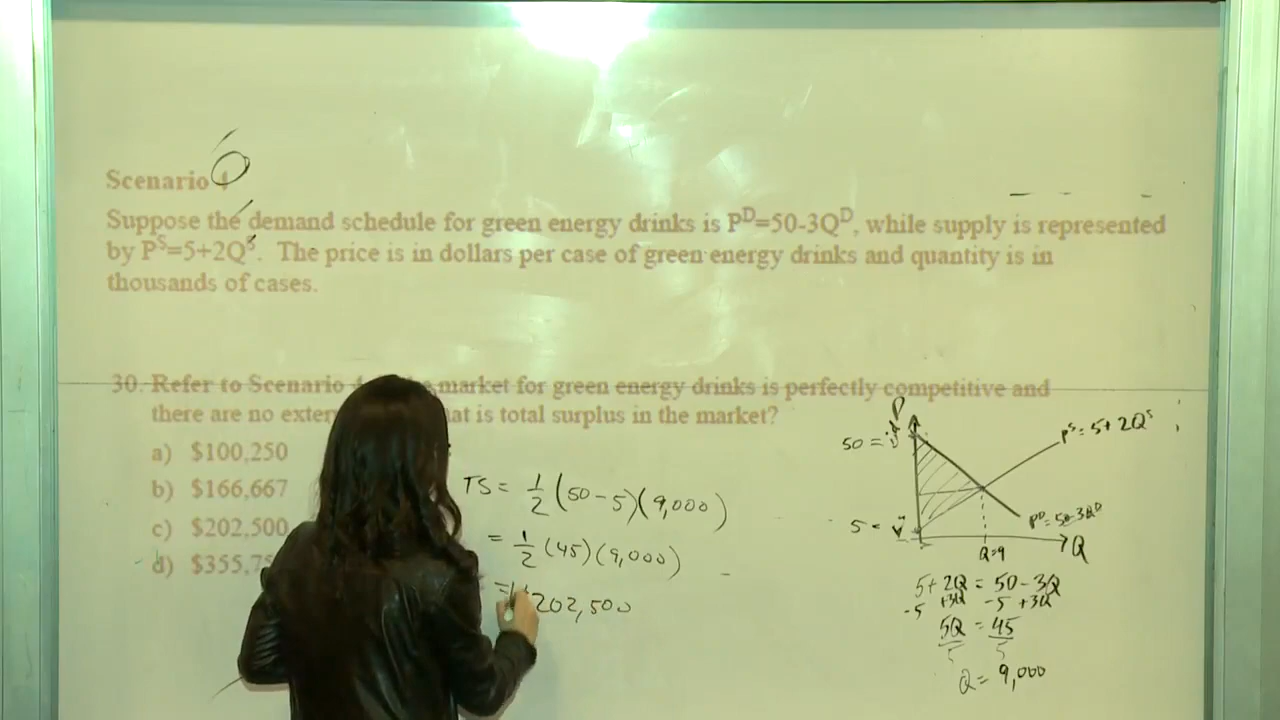 Scenario
Suppose the demand schedule for green energy drinks is Pᴰ=50-3Qᴰ, while supply is represented
by Pˢ=5+2Qˢ. The price is in dollars per case of green energy drinks and quantity is in
thousands of cases.
30. Refer to Scenario market for green energy drinks is perfectly competitive and
there are no is total surplus in the market?
a) $100,250
b) $166,667
c) $202,500
d)
TS = 1/2 (50-5)(9,000)
= 1/2 (45)(9,000)
= 202,500
P
50 =
5 =
Pˢ = 5+2Qˢ
Pᴰ=50-3Qᴰ
Q=9
Q
5+2Q = 50-3Q
-5 +3Q -5 +3Q
5Q = 45
5 5
Q = 9,000